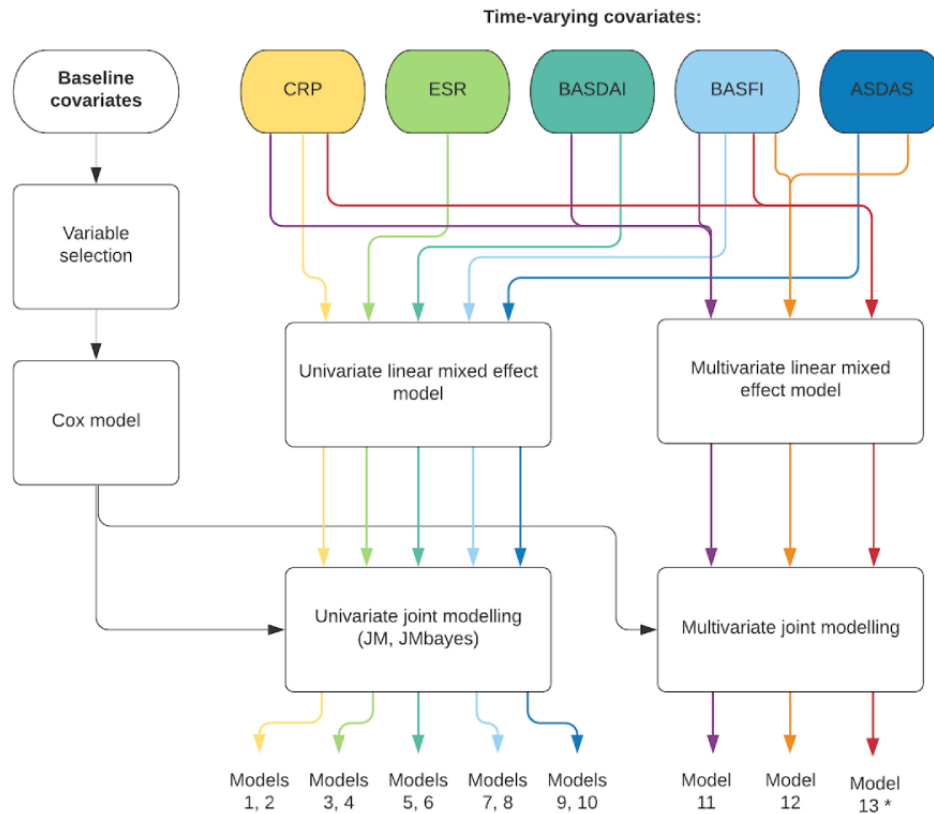 Time-varying covariates:
Baseline
covariates
CRP
ESR
BASDAI
BASFI
ASDAS
Variable
selection
Univariate linear mixed effect
model
Multivariate linear mixed
effect model
Cox model
Univariate joint modelling
(JM, JMbayes)
Multivariate joint modelling
Models
1, 2
Models
3, 4
Models
5, 6
Models
7, 8
Models
9, 10
Model
11
Model
12
Model
13 *